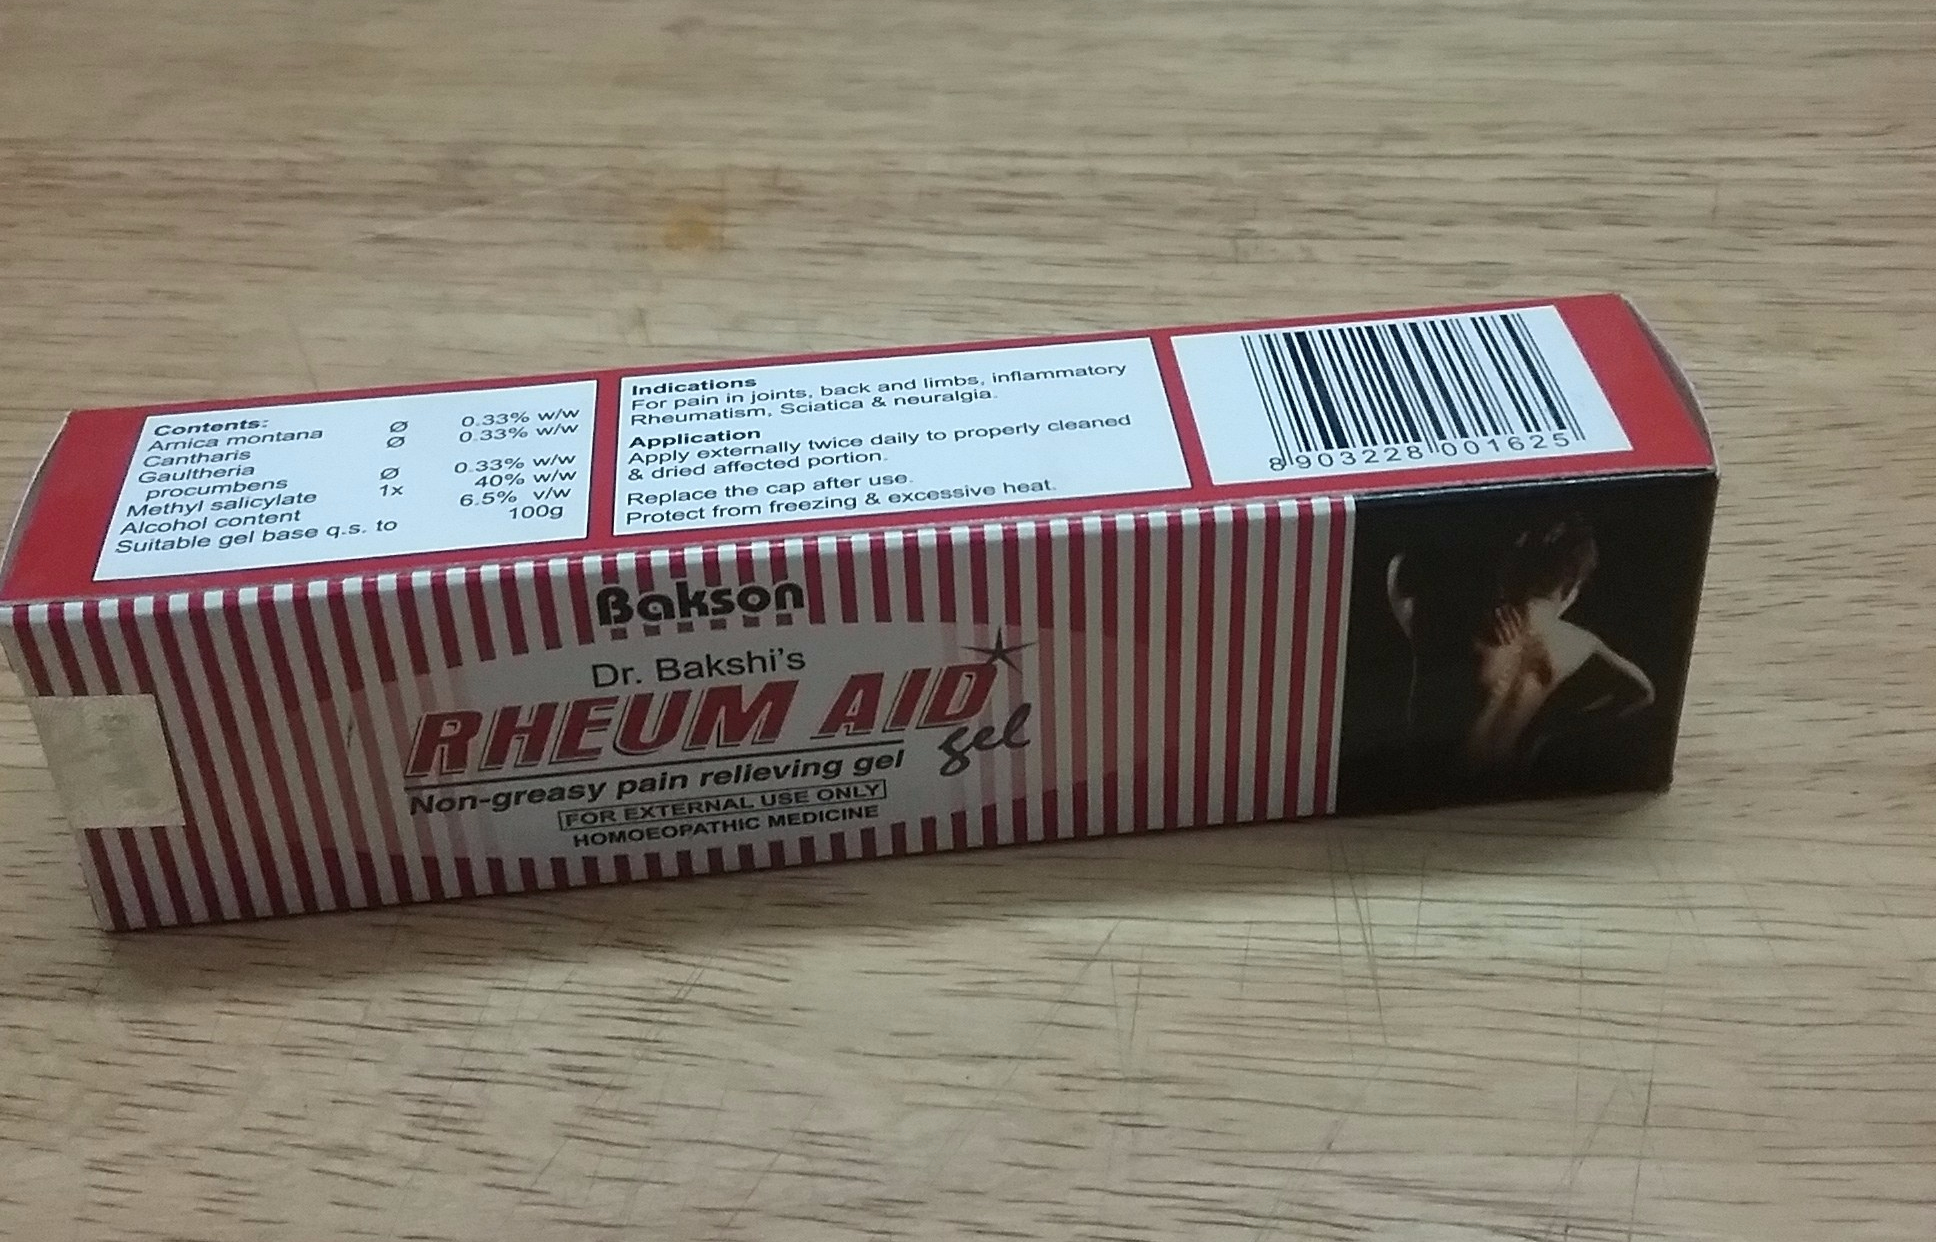 Contents:
Arnica montana Ø 0.33% w/w
Cantharis Ø 0.33% w/w
Gaultheria
procumbens Ø 0.33% w/w
Methyl salicylate 1x 40% w/w
Alcohol content 6.5% v/w
Suitable gel base q.s. to 100g
Indications
For pain in joints, back and limbs, inflammatory
Rheumatism, Sciatica & neuralgia.
Application
Apply externally twice daily to properly cleaned
& dried affected portion.
Replace the cap after use.
Protect from freezing & excessive heat.
8 903228 001625
Bakson
Dr. Bakshi's
RHEUM AID
gel
Non-greasy pain relieving gel
FOR EXTERNAL USE ONLY
HOMOEOPATHIC MEDICINE